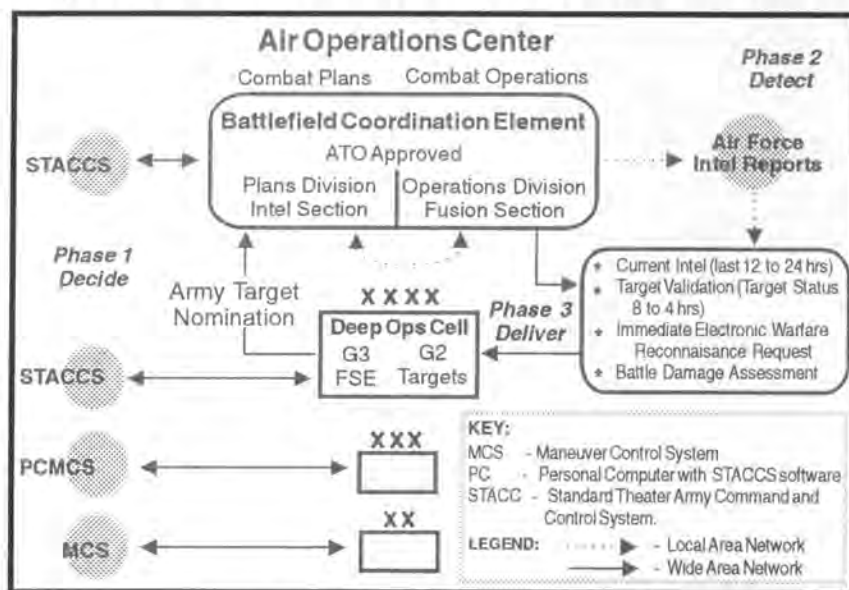 Air Operations Center
Combat Plans Combat Operations
Phase 2
Detect
Battlefield Coordination Element
ATO Approved
Plans Division Operations Division
Intel Section Fusion Section
STACCS
Air Force
Intel Reports
Phase 1
Decide
Army Target
Nomination
X X X X
Deep Ops Cell
G3 G2
FSE Targets
Phase 3
Deliver
* Current Intel (last 12 to 24 hrs)
* Target Validation (Target Status
8 to 4 hrs)
* Immediate Electronic Warfare
Reconnaisance Request
* Battle Damage Assessment
STACCS
PCMCS
X X X
MCS
X X
KEY:
MCS - Maneuver Control System
PC - Personal Computer with STACCS software
STACC - Standard Theater Army Command and
Control System.
LEGEND: - Local Area Network
- Wide Area Network